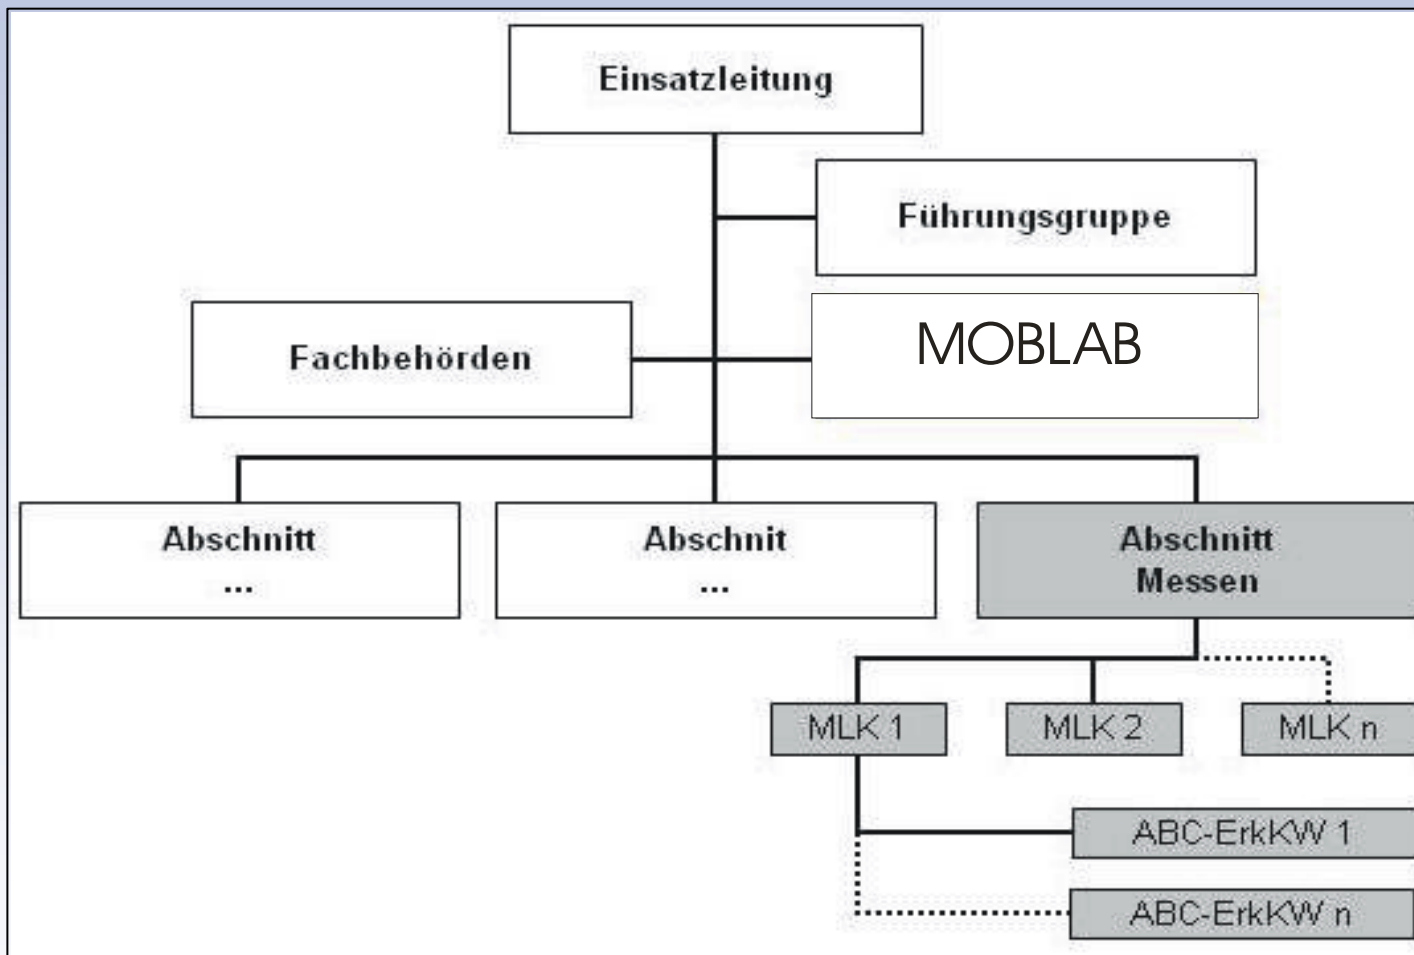 Einsatzleitung
Führungsgruppe
Fachbehörden
MOBLAB
Abschnitt
...
Abschnit
...
Abschnitt
Messen
MLK 1
MLK 2
MLK n
ABC-ErkKW 1
ABC-ErkKW n